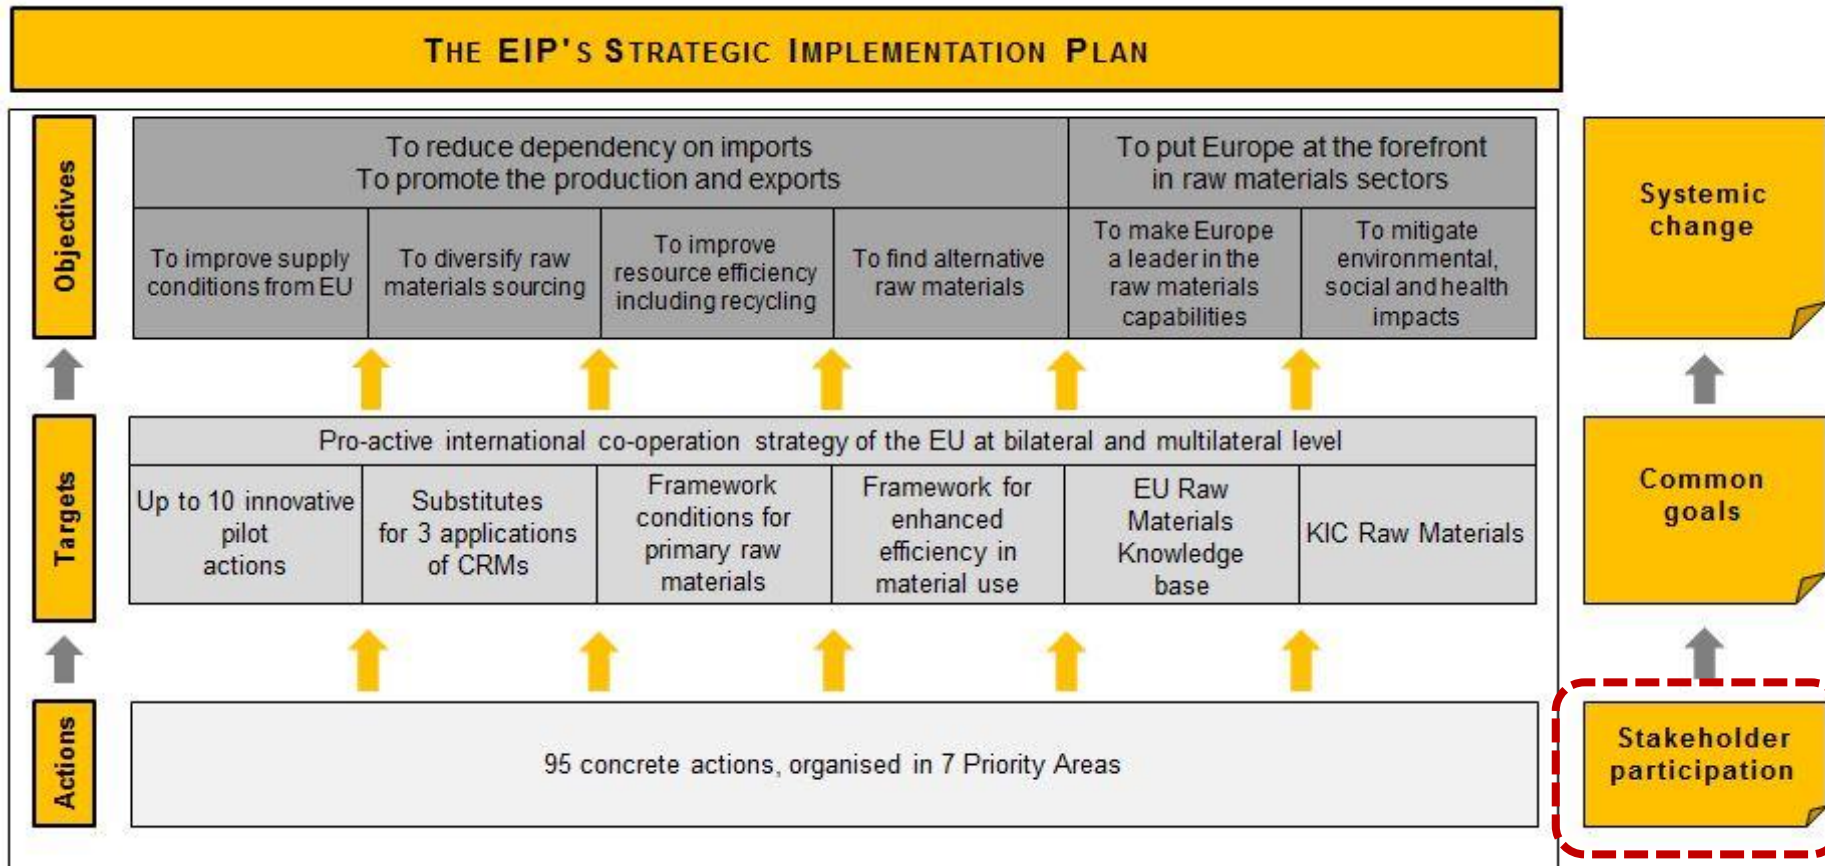 THE EIP'S STRATEGIC IMPLEMENTATION PLAN
Objectives
To reduce dependency on imports
To promote the production and exports
To put Europe at the forefront
in raw materials sectors
To improve supply
conditions from EU
To diversify raw
materials sourcing
To improve
resource efficiency
including recycling
To find alternative
raw materials
To make Europe
a leader in the
raw materials
capabilities
To mitigate
environmental,
social and health
impacts
Systemic
change
Targets
Pro-active international co-operation strategy of the EU at bilateral and multilateral level
Up to 10 innovative
pilot
actions
Substitutes
for 3 applications
of CRMs
Framework
conditions for
primary raw
materials
Framework for
enhanced
efficiency in
material use
EU Raw
Materials
Knowledge
base
KIC Raw Materials
Common
goals
Actions
95 concrete actions, organised in 7 Priority Areas
Stakeholder
participation